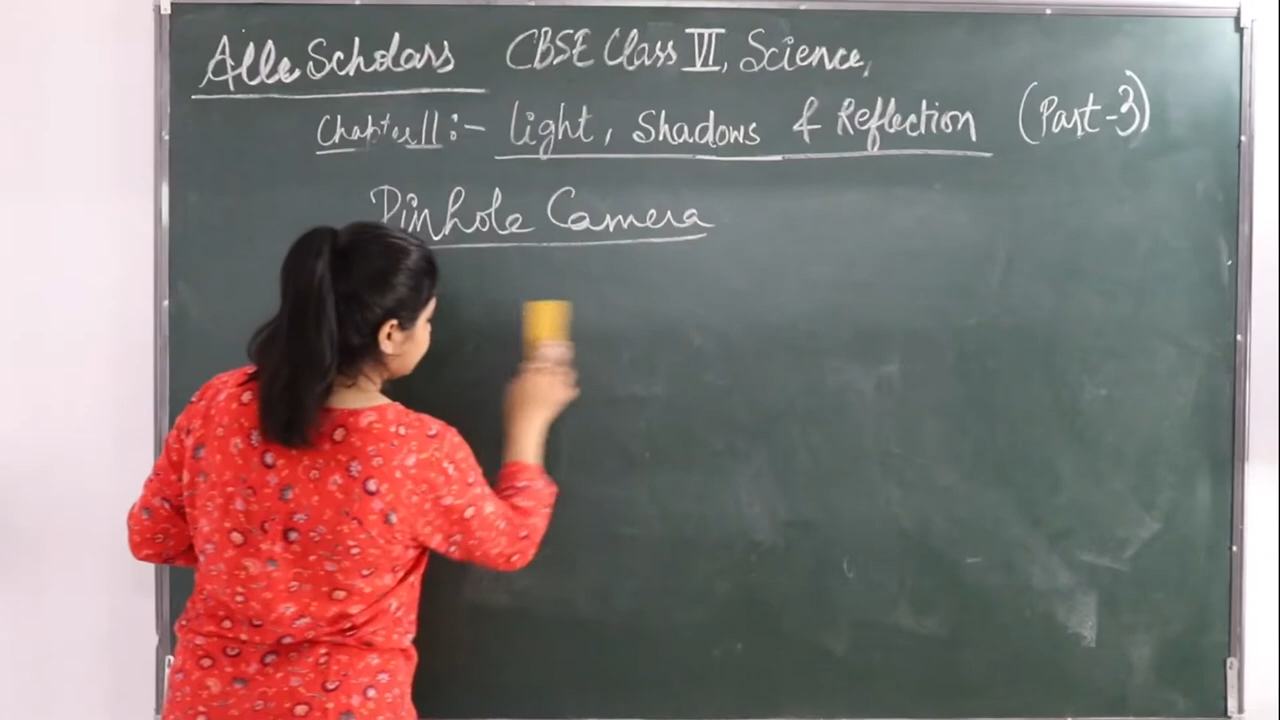 Alle Scholars CBSE Class VI, Science,
Chapter 11 :- Light, Shadows & Reflection (Part-3)
Pinhole Camera